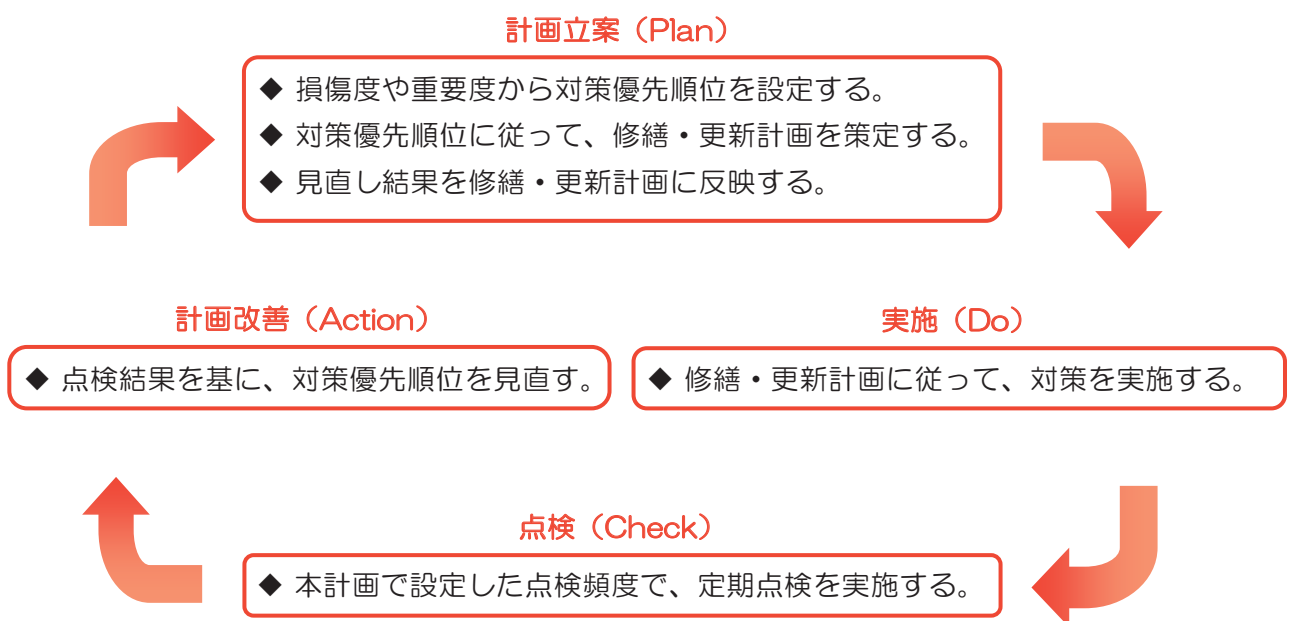 計画立案（Plan）
◆ 損傷度や重要度から対策優先順位を設定する。
◆ 対策優先順位に従って、修繕・更新計画を策定する。
◆ 見直し結果を修繕・更新計画に反映する。
計画改善（Action）
◆ 点検結果を基に、対策優先順位を見直す。
実施（Do）
◆ 修繕・更新計画に従って、対策を実施する。
点検（Check）
◆ 本計画で設定した点検頻度で、定期点検を実施する。